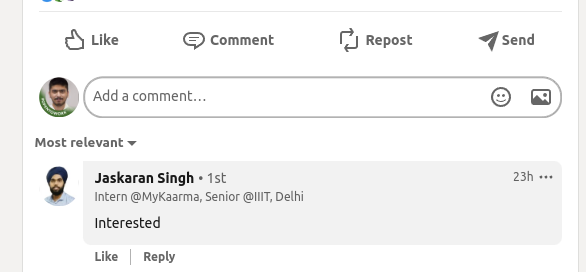 Like Comment Repost Send
Add a comment...
Most relevant
Jaskaran Singh • 1st 23h
Intern @MyKaarma, Senior @IIIT, Delhi
Interested
Like Reply